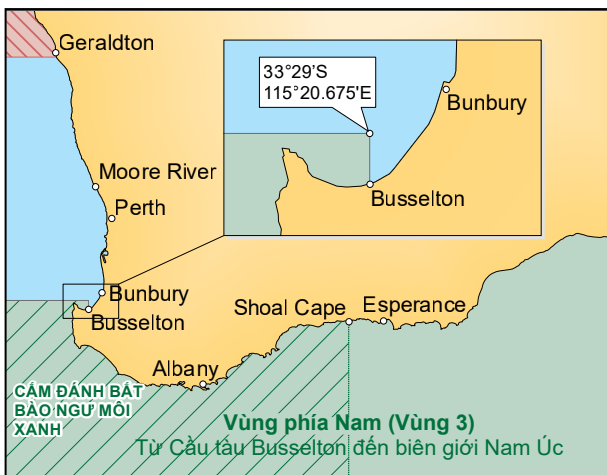 Geraldton
33°29'S
115°20.675'E
Bunbury
Moore River
Busselton
Perth
Bunbury
Shoal Cape
Esperance
Busselton
Albany
CẤM ĐÁNH BẮT
BÀO NGƯ MÔI
XANH
Vùng phía Nam (Vùng 3)
Từ Cầu tàu Busselton đến biên giới Nam Úc